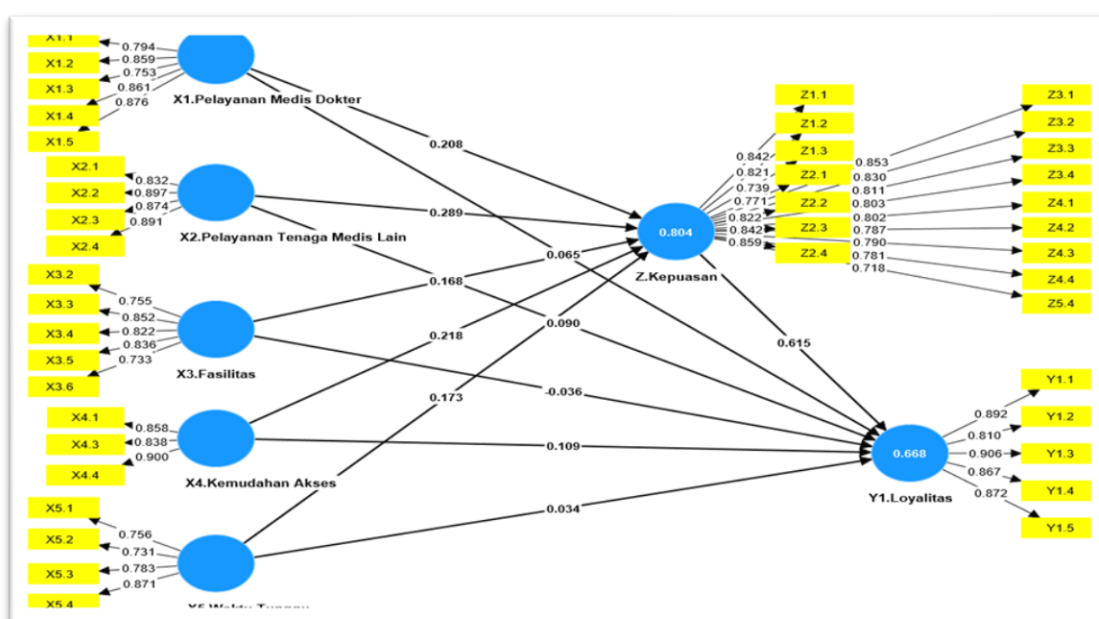 X1.1
X1.2
X1.3
X1.4
X1.5
0.794
0.859
0.753
0.861
0.876
X1.Pelayanan Medis Dokter
X2.1
X2.2
X2.3
X2.4
0.832
0.897
0.874
0.891
X2.Pelayanan Tenaga Medis Lain
X3.2
X3.3
X3.4
X3.5
X3.6
0.755
0.852
0.822
0.836
0.733
X3.Fasilitas
X4.1
X4.3
X4.4
0.858
0.838
0.900
X4.Kemudahan Akses
X5.1
X5.2
X5.3
X5.4
0.756
0.731
0.783
0.871
X5.Waktu Tunggu
0.208
0.289
0.168
0.218
0.173
0.065
0.090
-0.036
0.109
0.034
0.615
0.804
Z.Kepuasan
0.842
0.821
0.739
0.771
0.822
0.842
0.859
Z1.1
Z1.2
Z1.3
Z2.1
Z2.2
Z2.3
Z2.4
0.853
0.830
0.811
0.803
0.802
0.787
0.790
0.781
0.718
Z3.1
Z3.2
Z3.3
Z3.4
Z4.1
Z4.2
Z4.3
Z4.4
Z5.4
0.668
Y1.Loyalitas
0.892
0.810
0.906
0.867
0.872
Y1.1
Y1.2
Y1.3
Y1.4
Y1.5